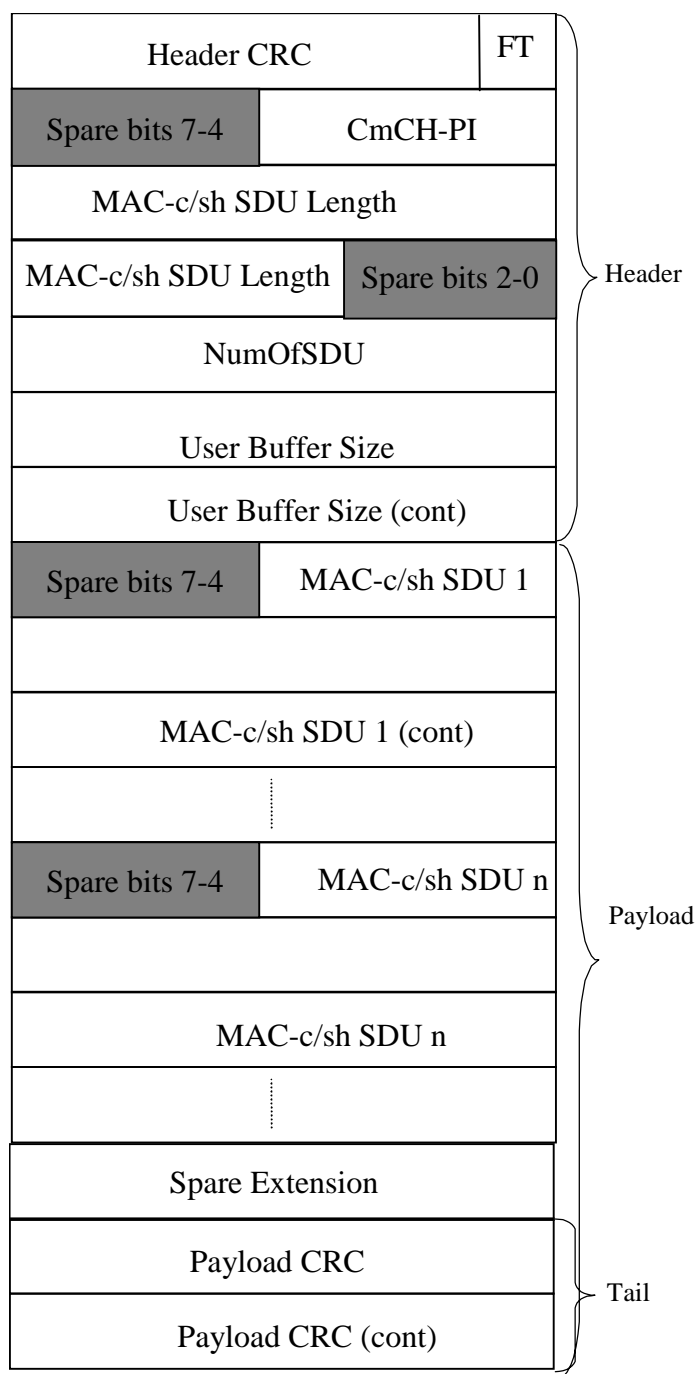 Header CRC FT
Spare bits 7-4 CmCH-PI
MAC-c/sh SDU Length
MAC-c/sh SDU Length Spare bits 2-0
Header
NumOfSDU
User Buffer Size
User Buffer Size (cont)
Spare bits 7-4 MAC-c/sh SDU 1
MAC-c/sh SDU 1 (cont)
Spare bits 7-4 MAC-c/sh SDU n
Payload
MAC-c/sh SDU n
Spare Extension
Payload CRC
Tail
Payload CRC (cont)